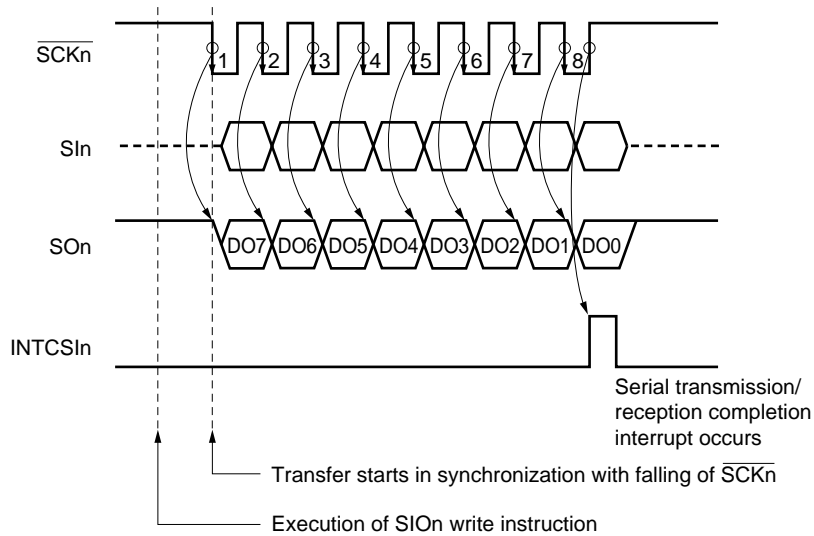 SCKn
1 2 3 4 5 6 7 8
SIn
SOn
DO7 DO6 DO5 DO4 DO3 DO2 DO1 DO0
INTCSIn
Serial transmission/
reception completion
interrupt occurs
Transfer starts in synchronization with falling of SCKn
Execution of SIOn write instruction